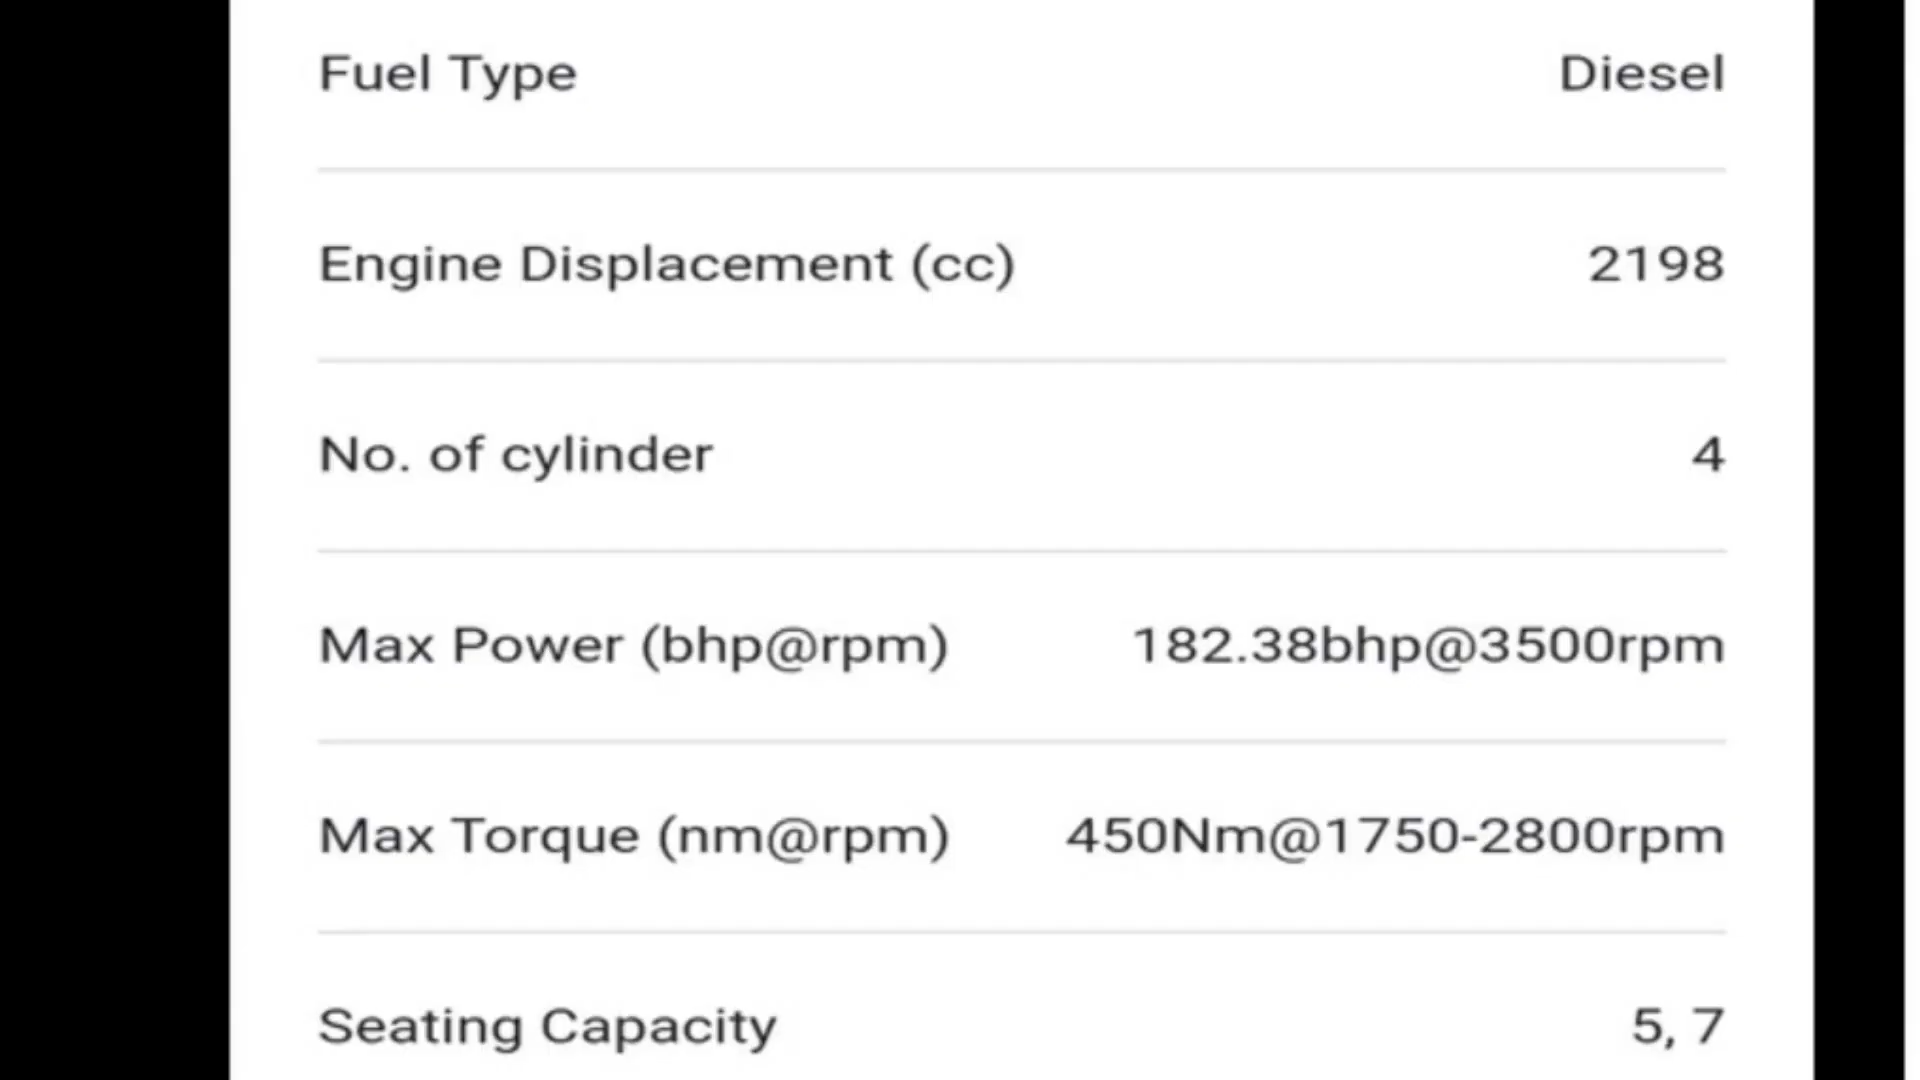 Fuel Type Diesel
Engine Displacement (cc) 2198
No. of cylinder 4
Max Power (bhp@rpm) 182.38bhp@3500rpm
Max Torque (nm@rpm) 450Nm@1750-2800rpm
Seating Capacity 5, 7